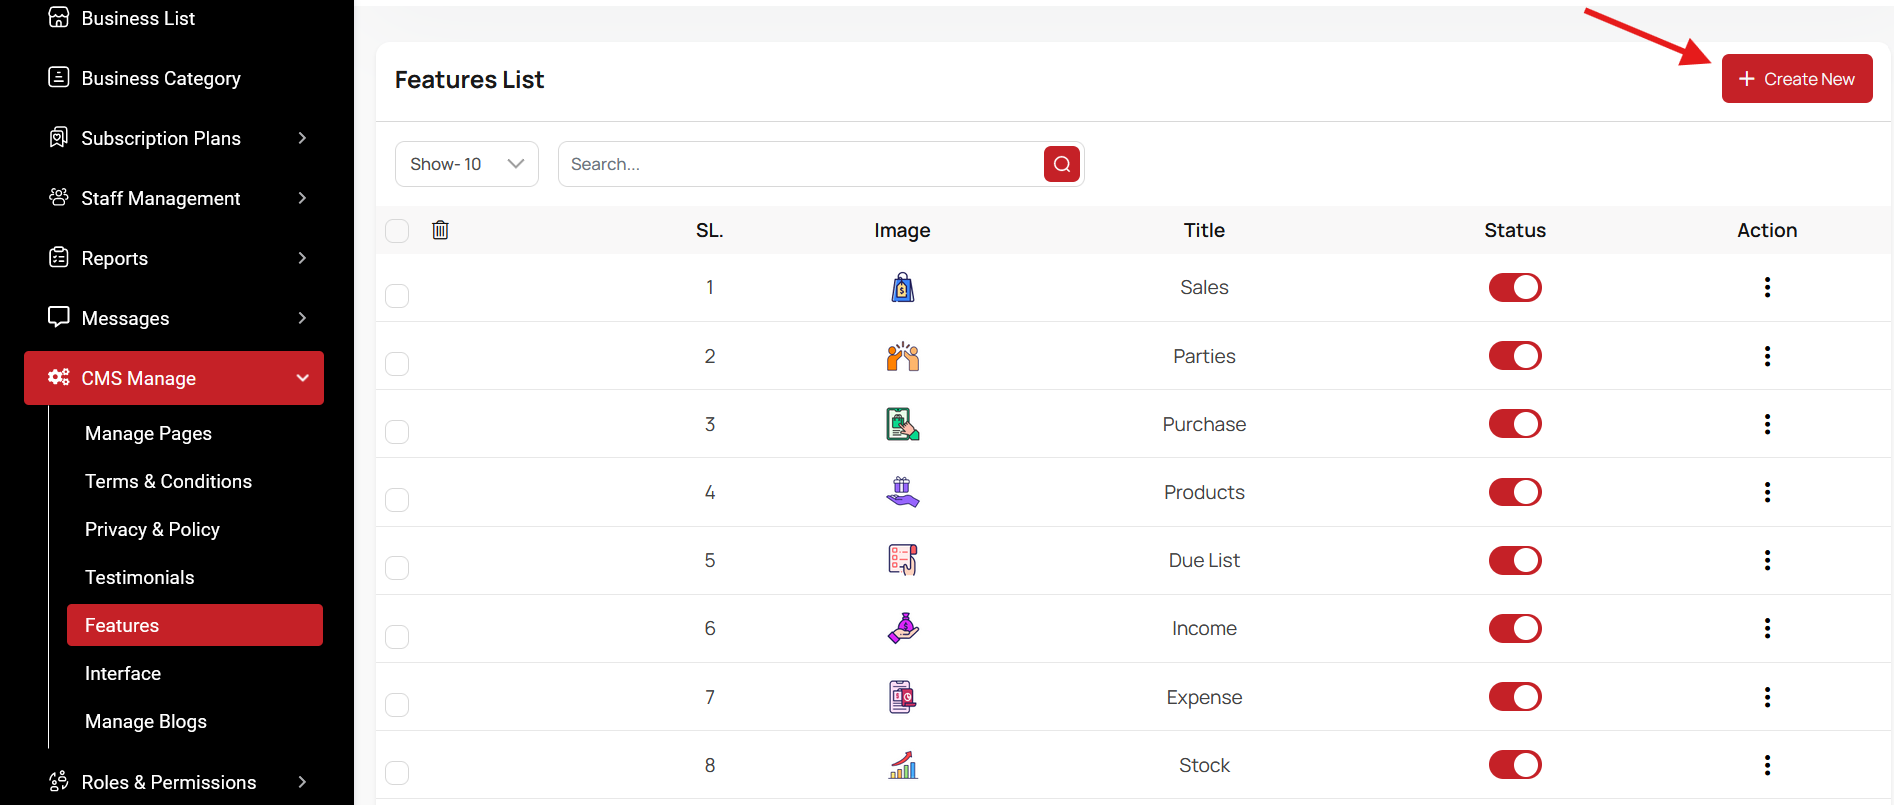 Business List
Business Category
Subscription Plans
Staff Management
Reports
Messages
CMS Manage
Manage Pages
Terms & Conditions
Privacy & Policy
Testimonials
Features
Interface
Manage Blogs
Roles & Permissions
Features List
+ Create New
Show- 10
Search...
SL. Image Title Status Action
1 Sales
2 Parties
3 Purchase
4 Products
5 Due List
6 Income
7 Expense
8 Stock